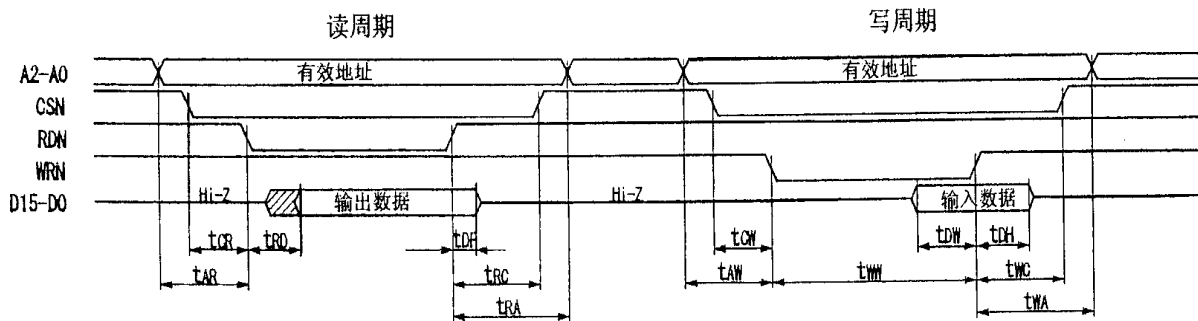 读周期 写周期
A2-A0 有效地址 有效地址
CSN
RDN
WRN
D15-D0 Hi-Z 输出数据 Hi-Z 输入数据
tCR tRD tDF tCW tDW tDH
tAR tRC tAW tWW tWC
tRA tWA